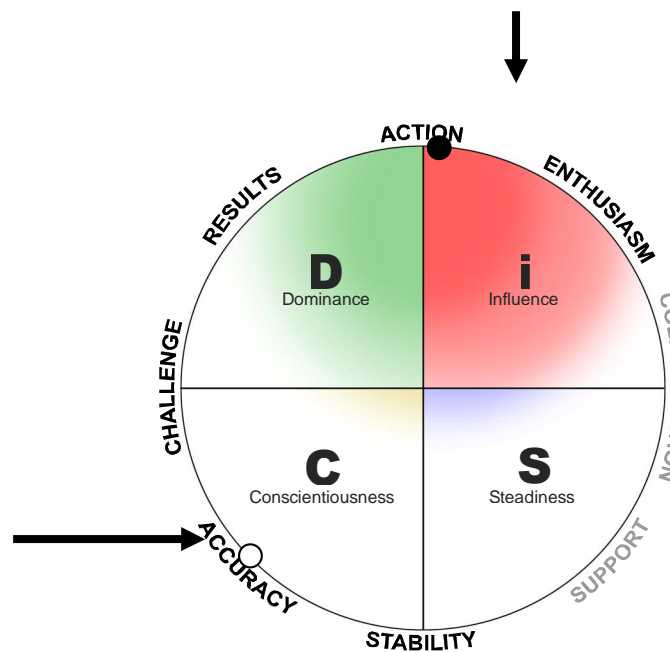 ACTION
RESULTS
ENTHUSIASM
D
Dominance
i
Influence
CHALLENGE
C
Conscientiousness
S
Steadiness
ACCURACY
SUPPORT
STABILITY